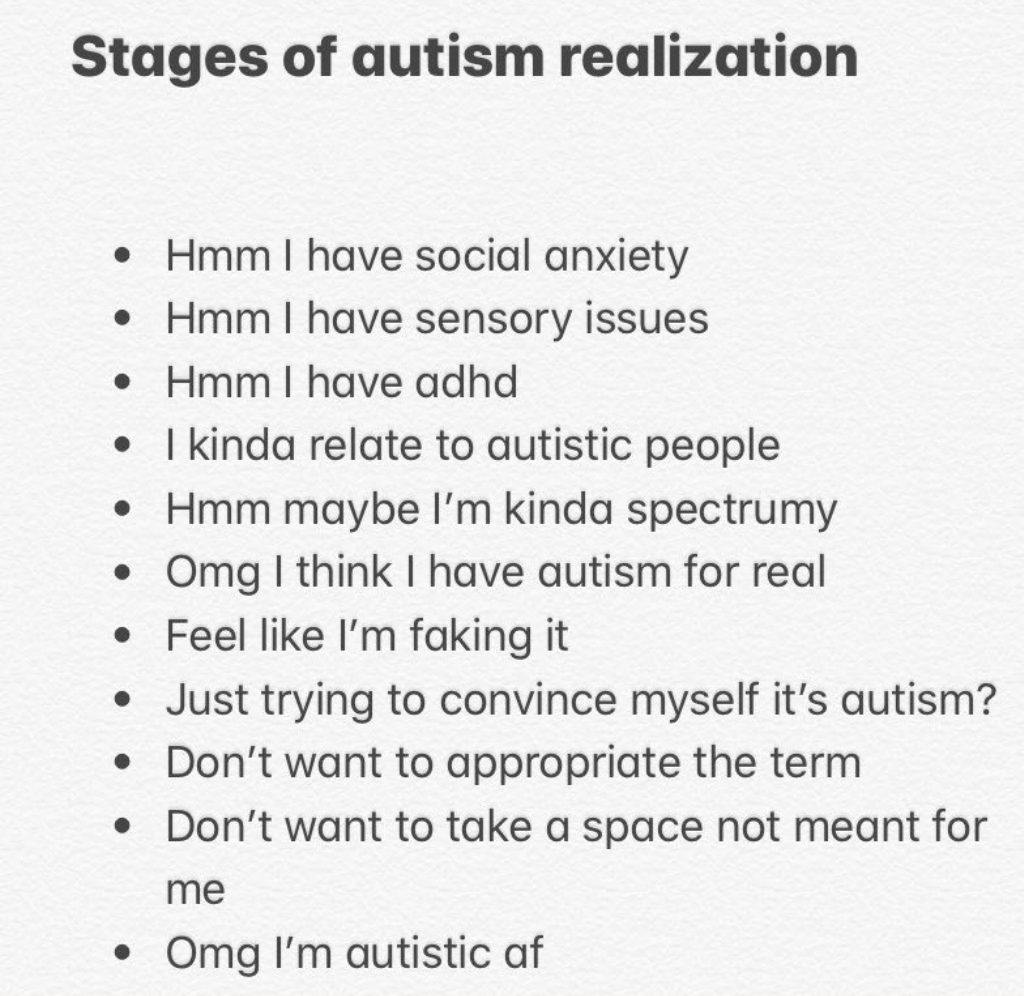 Stages of autism realization
• Hmm I have social anxiety
• Hmm I have sensory issues
• Hmm I have adhd
• I kinda relate to autistic people
• Hmm maybe I’m kinda spectrumy
• Omg I think I have autism for real
• Feel like I’m faking it
• Just trying to convince myself it’s autism?
• Don’t want to appropriate the term
• Don’t want to take a space not meant for
me
• Omg I’m autistic af